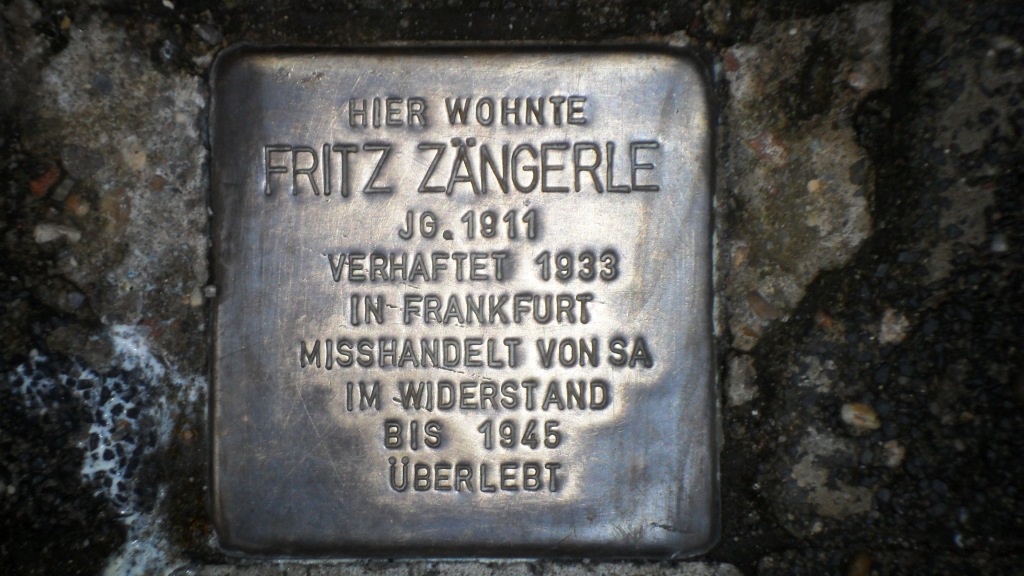 HIER WOHNTE
FRITZ ZÄNGERLE
JG. 1911
VERHAFTET 1933
IN FRANKFURT
MISSHANDELT VON SA
IM WIDERSTAND
BIS 1945
ÜBERLEBT